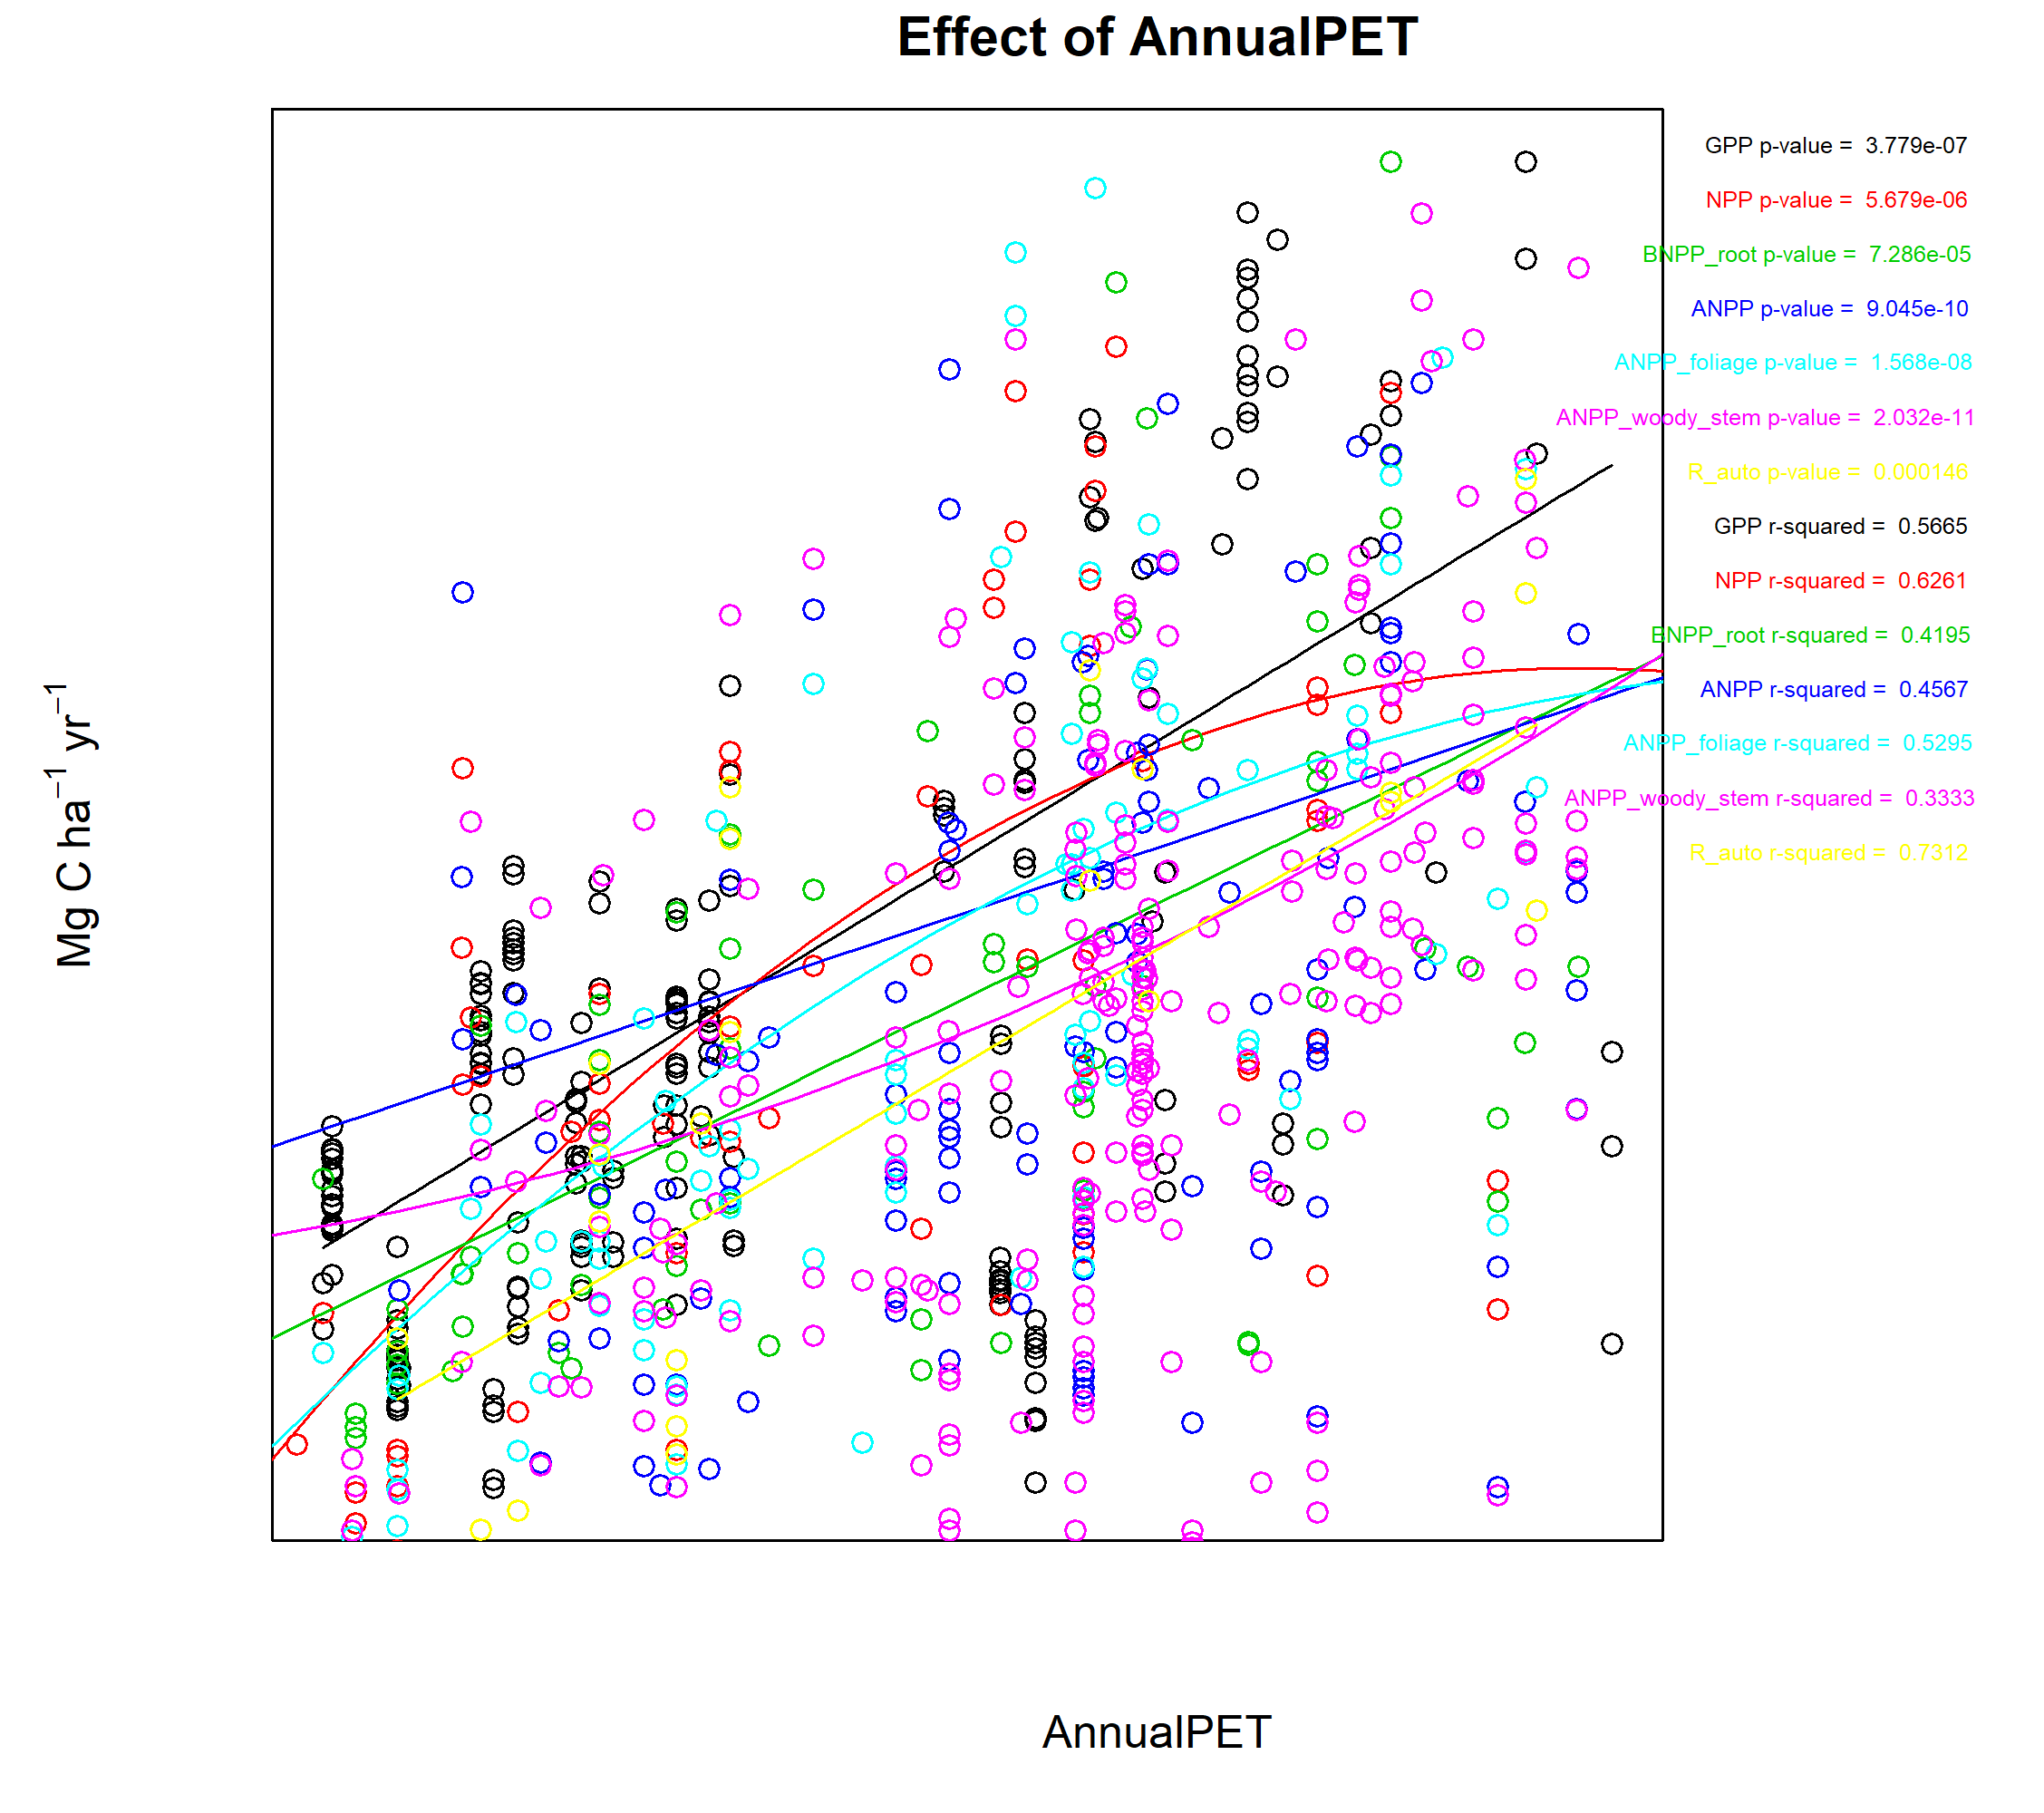 Effect of AnnualPET
GPP p-value = 3.779e-07
NPP p-value = 5.679e-06
BNPP_root p-value = 7.286e-05
ANPP p-value = 9.045e-10
ANPP_foliage p-value = 1.568e-08
ANPP_woody_stem p-value = 2.032e-11
R_auto p-value = 0.000146
GPP r-squared = 0.5665
NPP r-squared = 0.6261
BNPP_root r-squared = 0.4195
ANPP r-squared = 0.4567
ANPP_foliage r-squared = 0.5295
ANPP_woody_stem r-squared = 0.3333
R_auto r-squared = 0.7312
Mg C ha⁻¹ yr⁻¹
AnnualPET